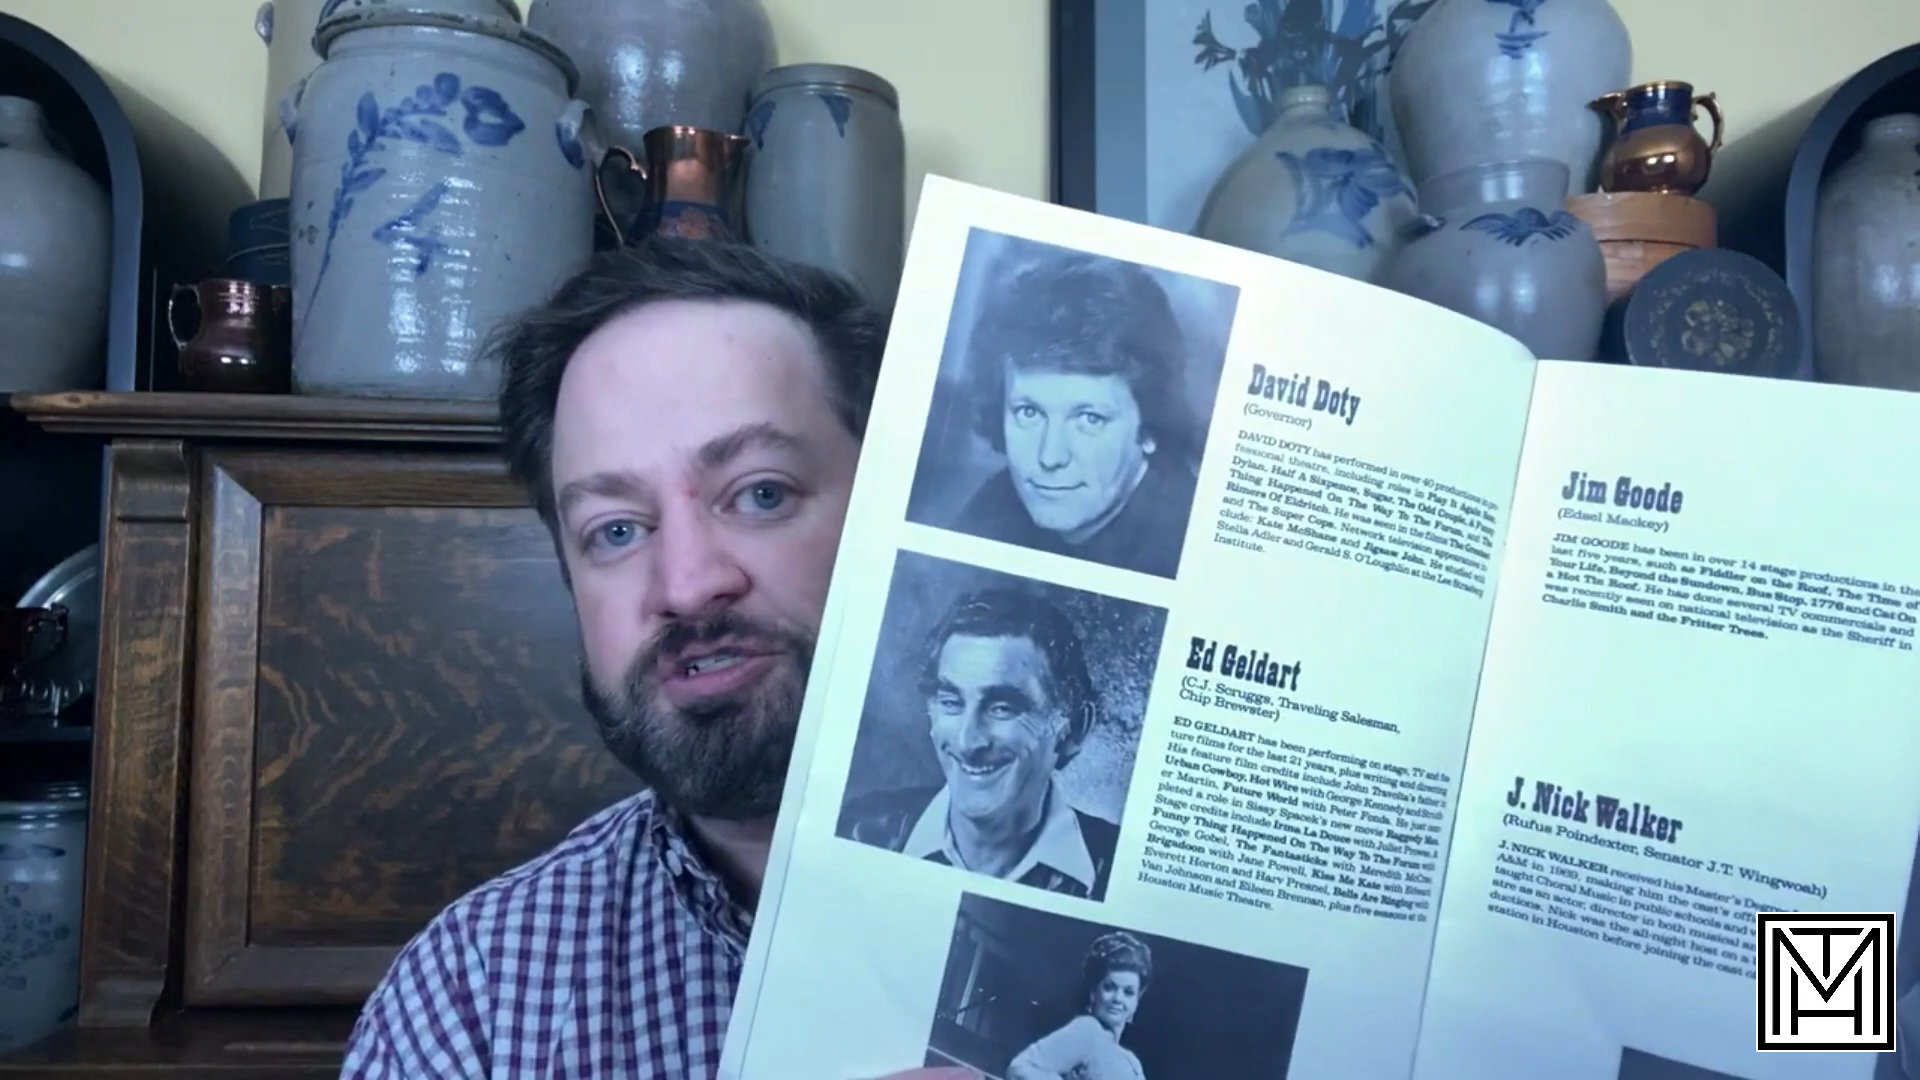 David Doty
(Governor)
DAVID DOTY has performed in over 40 productions in
fessional theatre, including roles in Play It Again Sam,
Dylan, Half A Sixpence, Sugar, The Odd Couple, A Funny
Thing Happened On The Way To The Forum, and The
Rimers Of Eldritch. He was seen in the films The Greatest
and The Super Cops. Network television appearances in-
clude: Kate McShane and Jigsaw John. He studied with
Stella Adler and Gerald S. O'Loughlin at the Lee Strasberg
Institute.
Ed Geldart
(C.J. Scruggs, Traveling Salesman,
Chip Brewster)
ED GELDART has been performing on stage, TV and fea-
ture films for the last 21 years, plus writing and directing
His feature film credits include John Travolta's father in
Urban Cowboy, Hot Wire with George Kennedy and Stroth-
er Martin, Future World with Peter Fonda. He just com-
pleted a role in Sissy Spacek's new movie Raggedy Man.
Stage credits include Irma La Douce with Juliet Prowse, A
Funny Thing Happened On The Way To The Forum with
George Gobel, The Fantasticks with Meredith
Brigadoon with Jane Powell, Kiss Me Kate with Edward
Everett Horton and Harv Presnel, Bells Are Ringing with
Van Johnson and Eileen Brennan, plus five seasons at the
Houston Music Theatre.
Jim Goode
(Edsel Mackey)
JIM GOODE has been in over 14 stage productions in the
last five years, such as Fiddler on the Roof, The Time of
Your Life, Beyond the Sundown, Bus Stop, 1776 and Cat On
a Hot Tin Roof. He has done several TV commercials and
was recently seen on national television as the Sheriff in
Charlie Smith and the Fritter Trees.
J. Nick Walker
(Rufus Poindexter, Senator J.T. Wingwoah)
J. NICK WALKER received his Master's Degree
A&M in 1969, making him the cast's
taught Choral Music in public schools and
atre as an actor, director in both musical
ductions. Nick was the all-night host on a
station in Houston before joining the cast
MTH